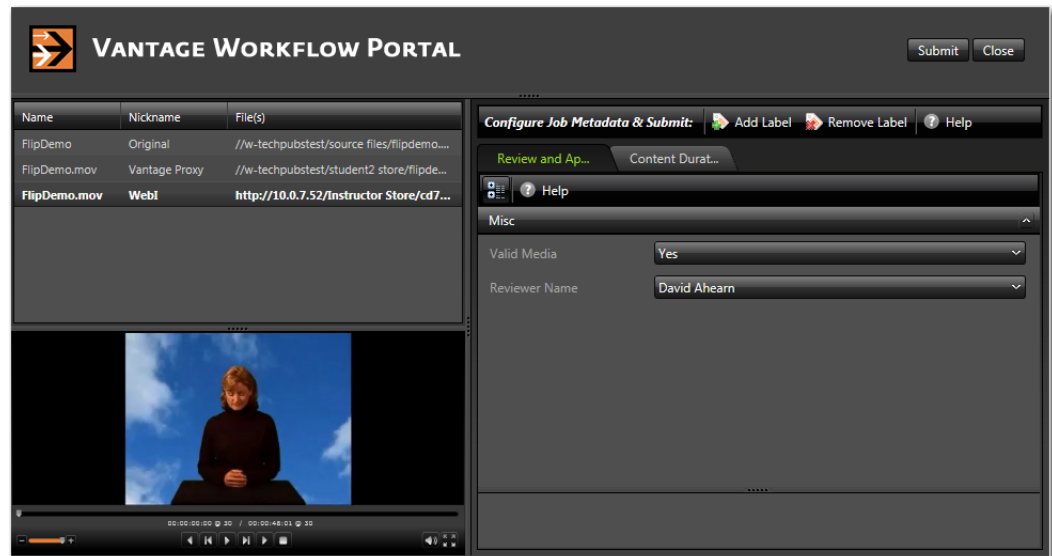 VANTAGE WORKFLOW PORTAL
Submit Close
Name Nickname File(s)
FlipDemo Original //w-techpubstest/source files/flipdemo....
FlipDemo.mov Vantage Proxy //w-techpubstest/student2 store/flipde...
FlipDemo.mov WebI http://10.0.7.52/Instructor Store/cd7...
00:00:00:00 @ 30 / 00:00:48:01 @ 30
Configure Job Metadata & Submit: Add Label Remove Label Help
Review and Ap... Content Durat...
Help
Misc
Valid Media Yes
Reviewer Name David Ahearn